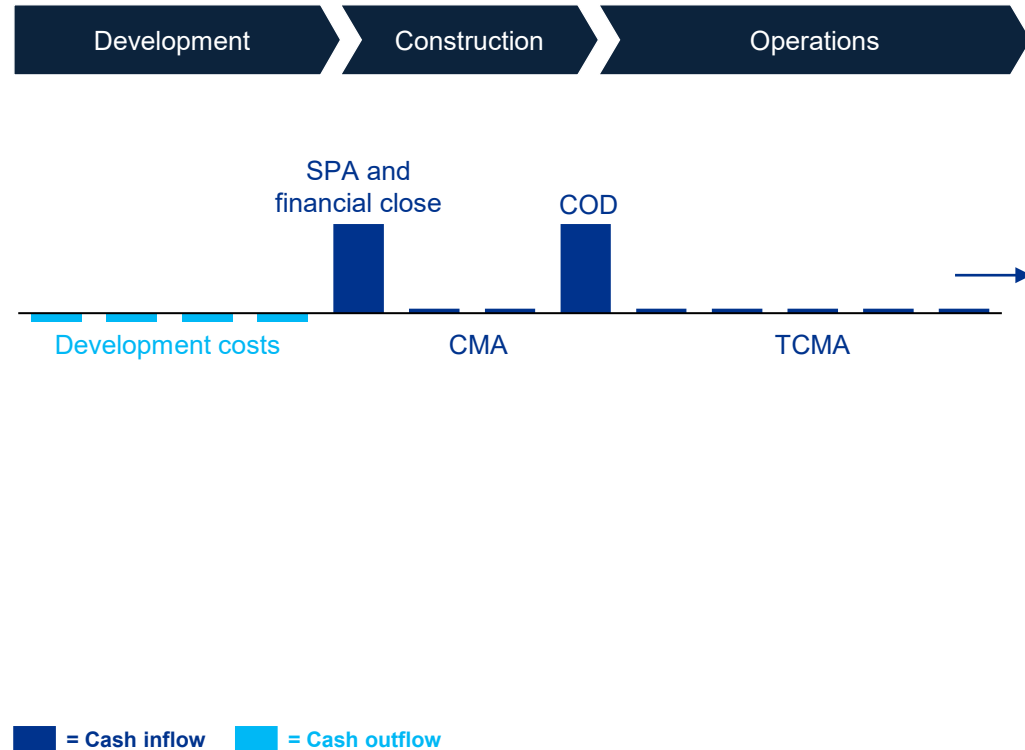 Development
Construction
Operations
SPA and
financial close
COD
Development costs
CMA
TCMA
= Cash inflow
= Cash outflow